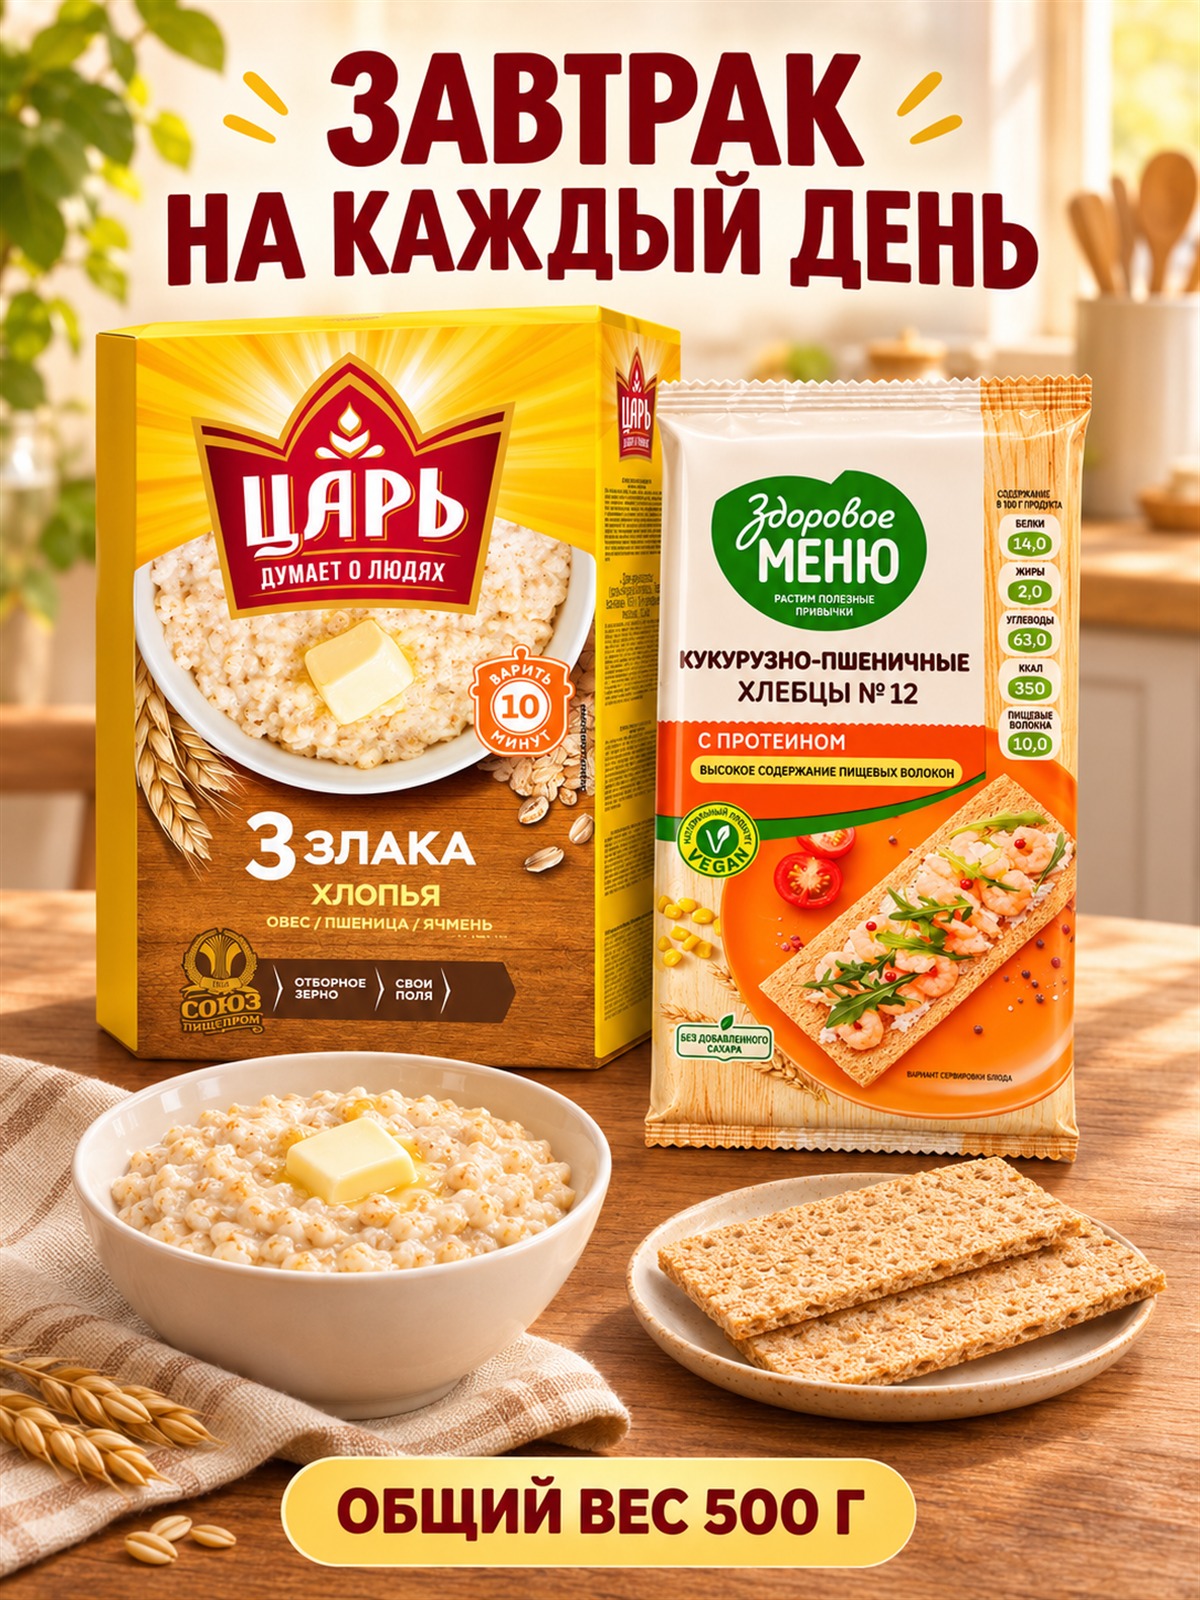 ЗАВТРАК
НА КАЖДЫЙ ДЕНЬ
ЦАРЬ
ДУМАЕТ О ЛЮДЯХ
ВАРИТЬ
10
МИНУТ
3 ЗЛАКА
ХЛОПЬЯ
ОВЕС / ПШЕНИЦА / ЯЧМЕНЬ
СОЮЗ
ПИЩЕПРОМ
ОТБОРНОЕ
ЗЕРНО
СВОИ
ПОЛЯ
ЦАРЬ
Здоровое
МЕНЮ
РАСТИМ ПОЛЕЗНЫЕ
ПРИВЫЧКИ
КУКУРУЗНО-ПШЕНИЧНЫЕ
ХЛЕБЦЫ № 12
С ПРОТЕИНОМ
ВЫСОКОЕ СОДЕРЖАНИЕ ПИЩЕВЫХ ВОЛОКОН
VEGAN
БЕЗ ДОБАВЛЕННОГО
САХАРА
СОДЕРЖАНИЕ
В 100 Г ПРОДУКТА
БЕЛКИ
14,0
ЖИРЫ
2,0
УГЛЕВОДЫ
63,0
ККАЛ
350
ПИЩЕВЫЕ
ВОЛОКНА
10,0
ВАРИАНТ СЕРВИРОВКИ БЛЮДА
ОБЩИЙ ВЕС 500 Г